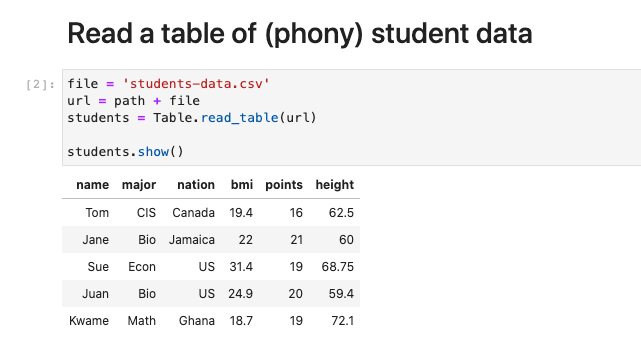 Read a table of (phony) student data
[2]: file = 'students-data.csv'
url = path + file
students = Table.read_table(url)
students.show()
name major nation bmi points height
Tom CIS Canada 19.4 16 62.5
Jane Bio Jamaica 22 21 60
Sue Econ US 31.4 19 68.75
Juan Bio US 24.9 20 59.4
Kwame Math Ghana 18.7 19 72.1